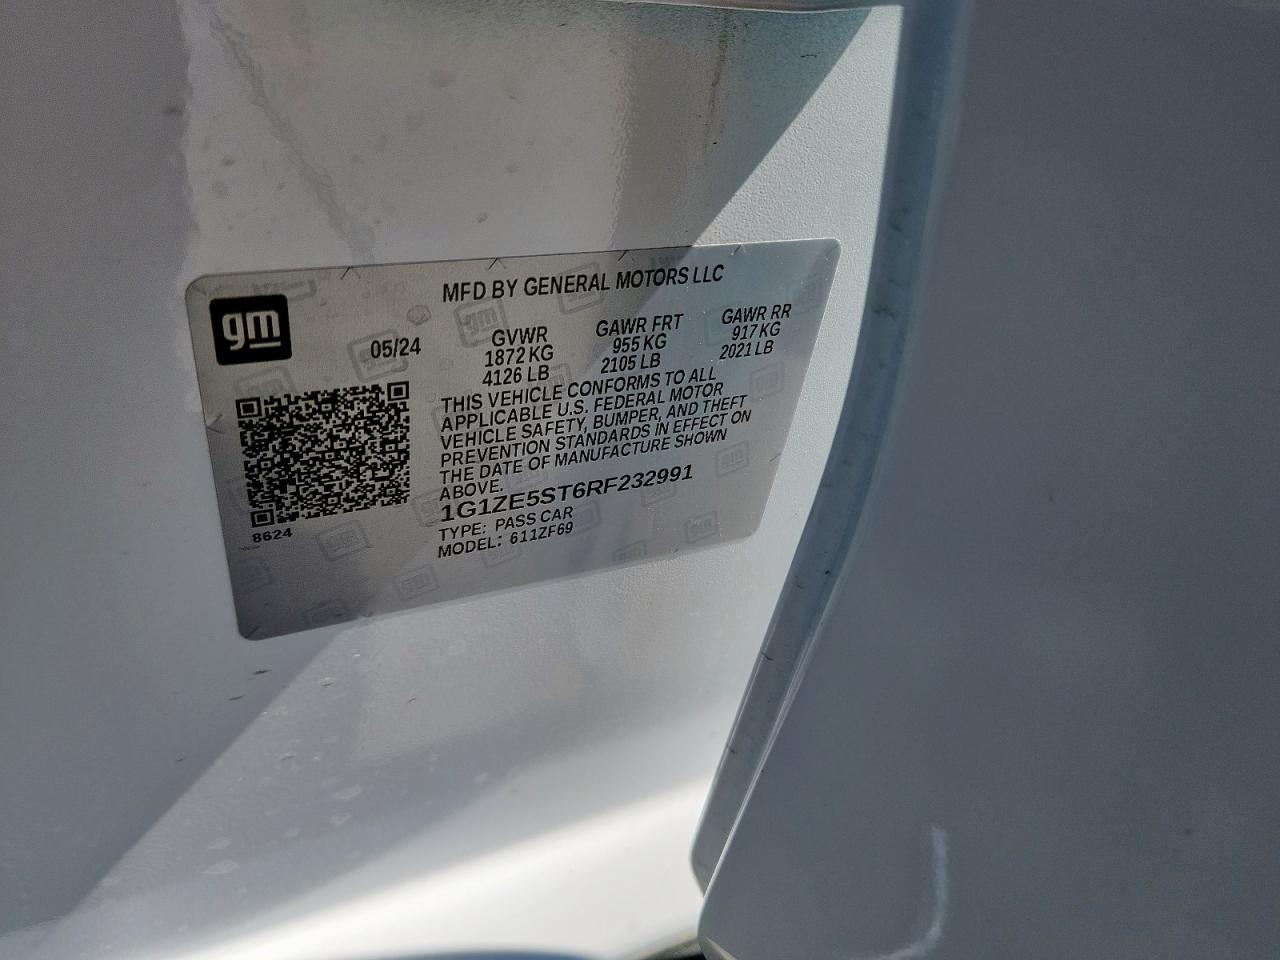 MFD BY GENERAL MOTORS LLC
gm
05/24
GVWR
1872 KG
4126 LB
GAWR FRT
955 KG
2105 LB
GAWR RR
917 KG
2021 LB
THIS VEHICLE CONFORMS TO ALL
APPLICABLE U.S. FEDERAL MOTOR
VEHICLE SAFETY, BUMPER, AND THEFT
PREVENTION STANDARDS IN EFFECT ON
THE DATE OF MANUFACTURE SHOWN
ABOVE.
1G1ZE5ST6RF232991
TYPE: PASS CAR
MODEL: 611ZF69
8624